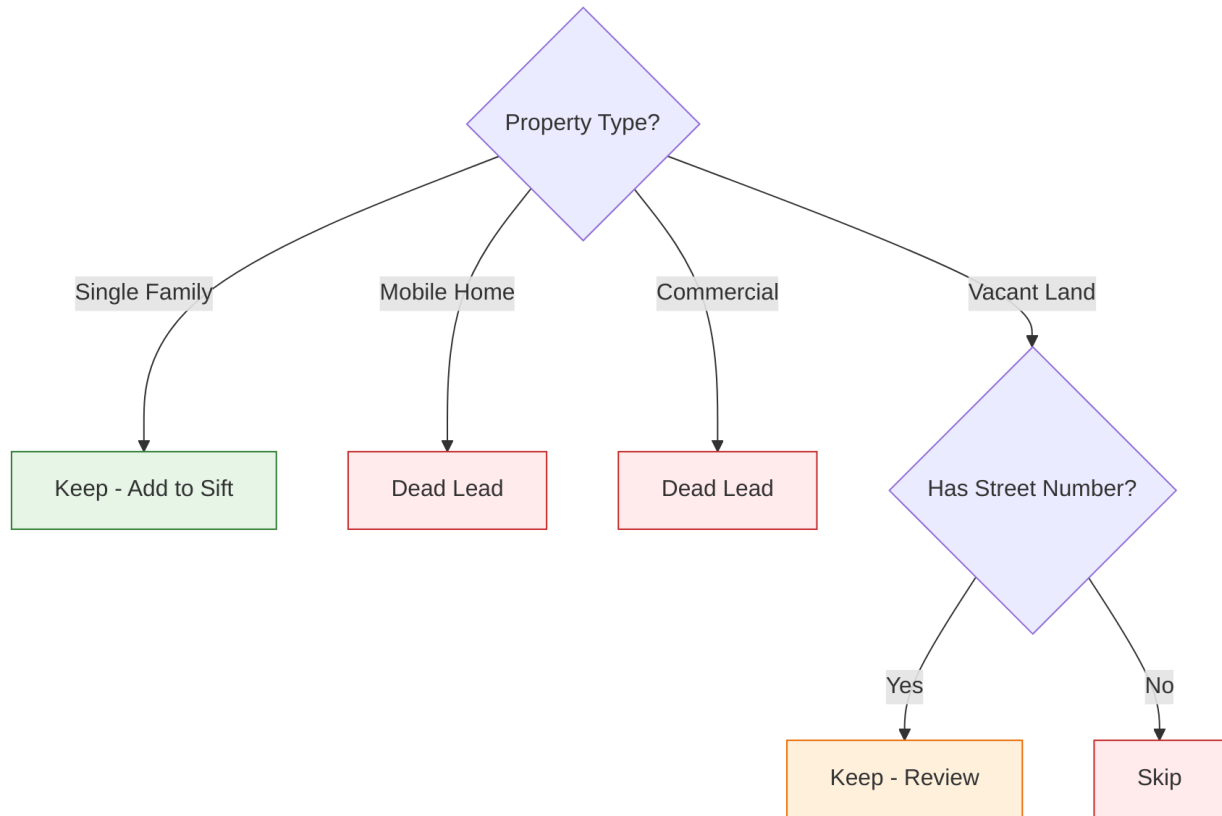 Property Type?
Single Family
Mobile Home
Commercial
Vacant Land
Keep - Add to Sift
Dead Lead
Dead Lead
Has Street Number?
Yes
No
Keep - Review
Skip